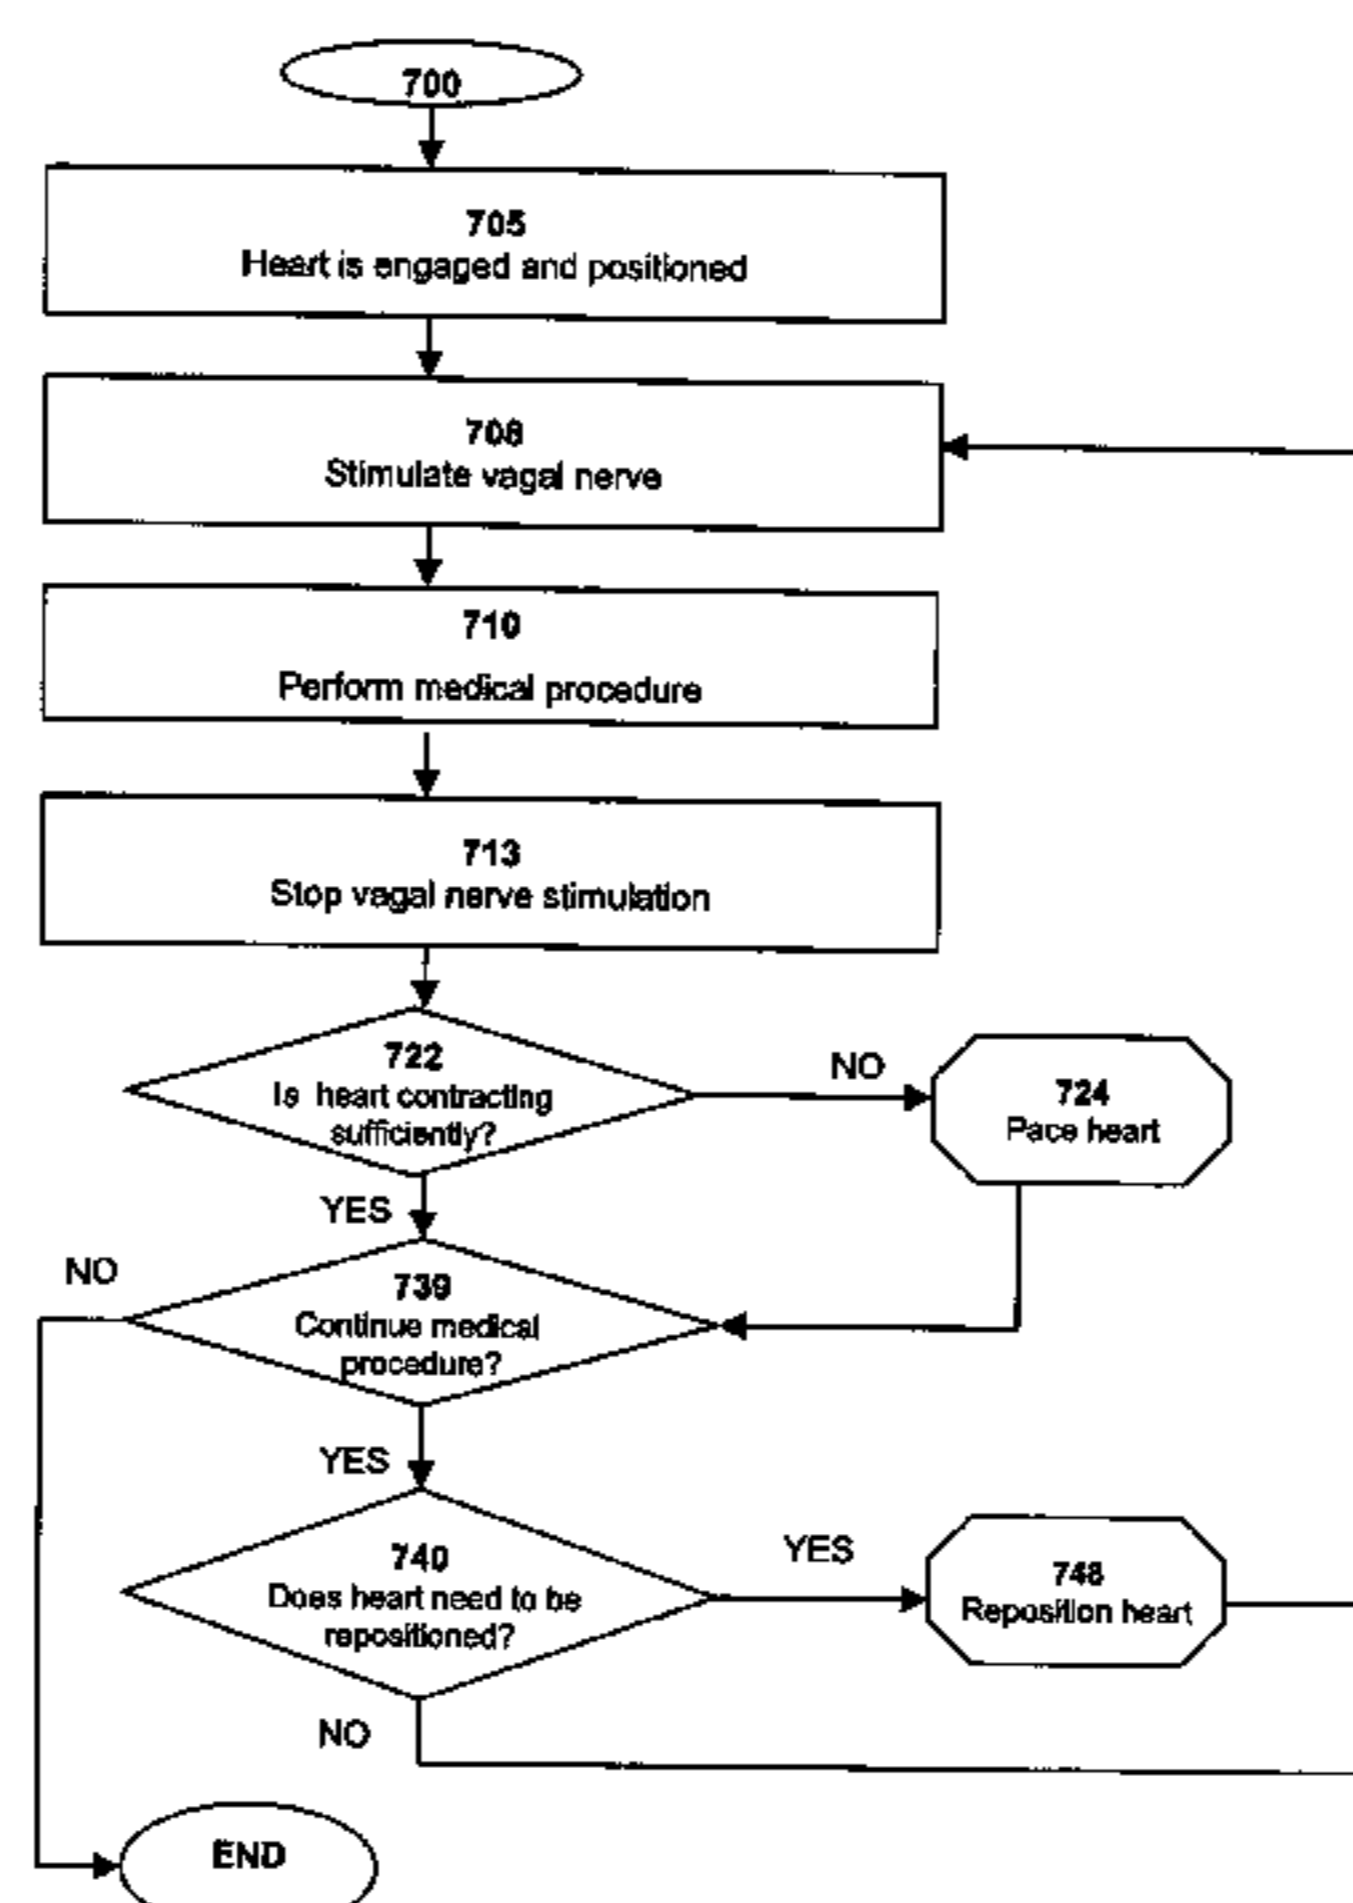 700
705
Heart is engaged and positioned
708
Stimulate vagal nerve
710
Perform medical procedure
713
Stop vagal nerve stimulation
722
Is heart contracting
sufficiently?
NO
724
Pace heart
YES
NO
739
Continue medical
procedure?
YES
740
Does heart need to be
repositioned?
YES
748
Reposition heart
NO
END